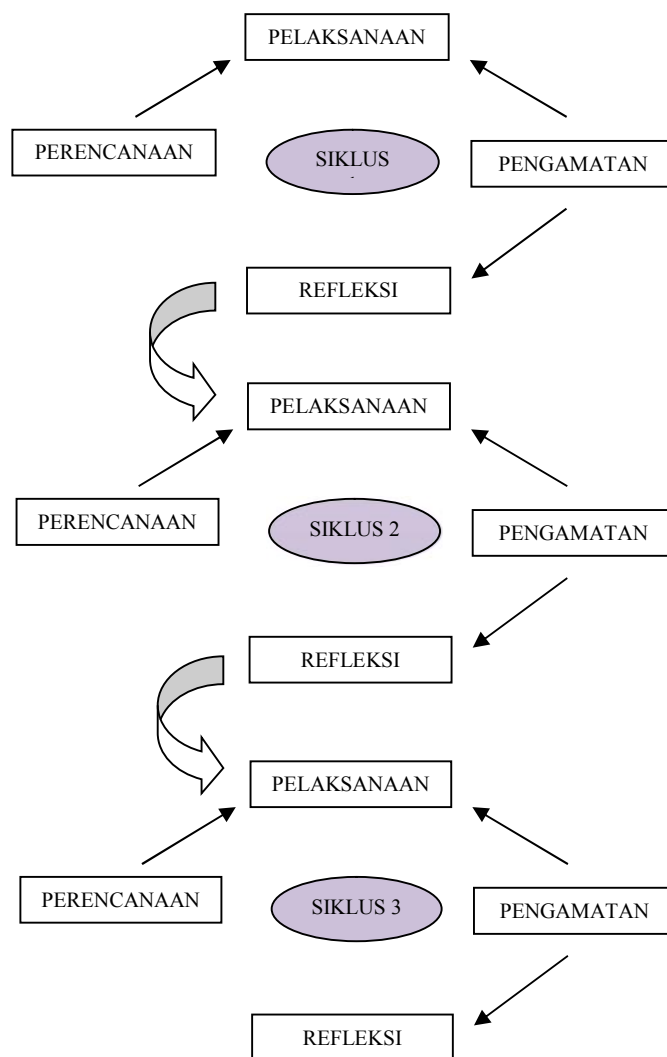 PELAKSANAAN
PERENCANAAN
SIKLUS
PENGAMATAN
REFLEKSI
PELAKSANAAN
PERENCANAAN
SIKLUS 2
PENGAMATAN
REFLEKSI
PELAKSANAAN
PERENCANAAN
SIKLUS 3
PENGAMATAN
REFLEKSI